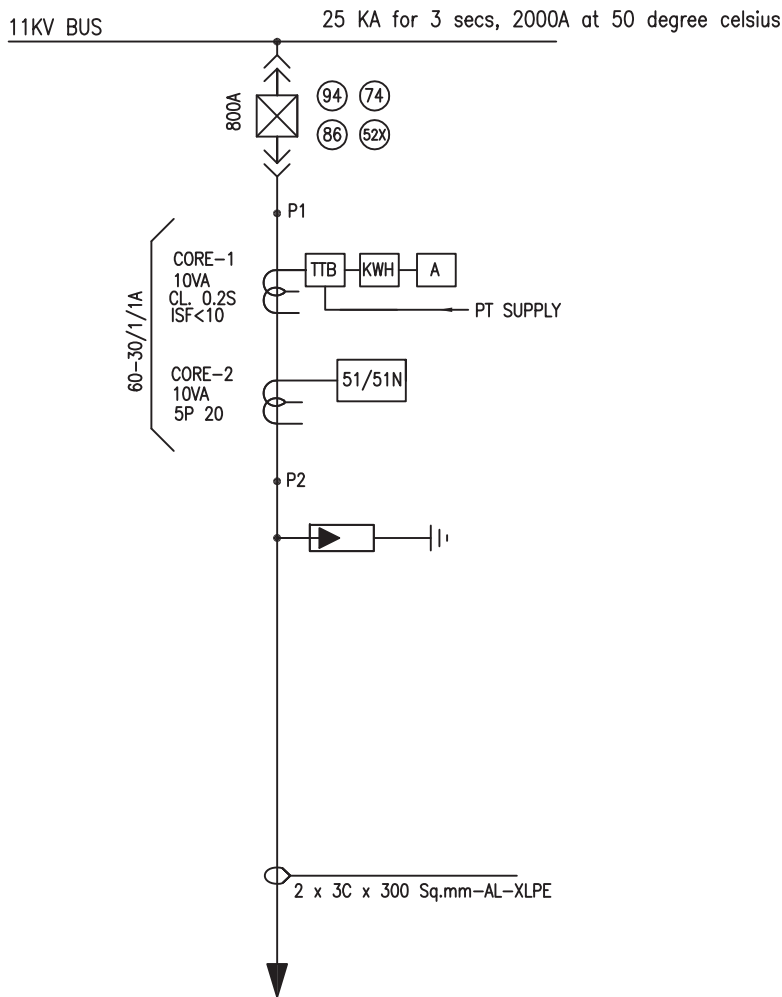 11KV BUS
25 KA for 3 secs, 2000A at 50 degree celsius
800A
94
74
86
52X
P1
60-30/1/1A
CORE-1
10VA
CL. 0.2S
ISF<10
TTB
KWH
A
PT SUPPLY
CORE-2
10VA
5P 20
51/51N
P2
2 x 3C x 300 Sq.mm-AL-XLPE